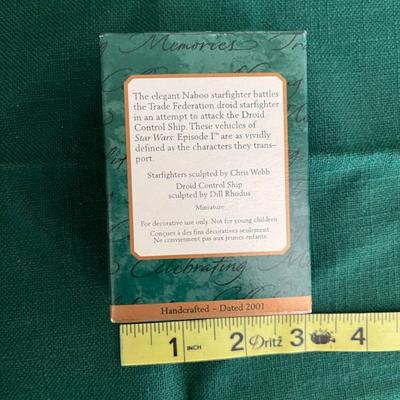 Memories
The elegant Naboo starfighter battles
the Trade Federation droid starfighter
in an attempt to attack the Droid
Control Ship. These vehicles of
Star Wars: Episode I™ are as vividly
defined as the characters they trans-
port.
Starfighters sculpted by Chris Webb
Droid Control Ship
sculpted by Dill Rhodus
Miniature
For decorative use only. Not for young children.
Conçues à des fins décoratives seulement.
Ne conviennent pas aux jeunes enfants.
Celebrating
Handcrafted – Dated 2001
1 INCH 2 Dritz 3 4